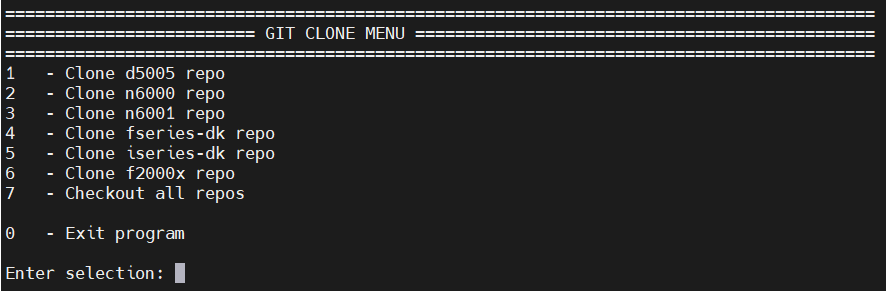 =======================================================================================
========================= GIT CLONE MENU ==============================================
=======================================================================================
1   - Clone d5005 repo
2   - Clone n6000 repo
3   - Clone n6001 repo
4   - Clone fseries-dk repo
5   - Clone iseries-dk repo
6   - Clone f2000x repo
7   - Checkout all repos
0   - Exit program
Enter selection: